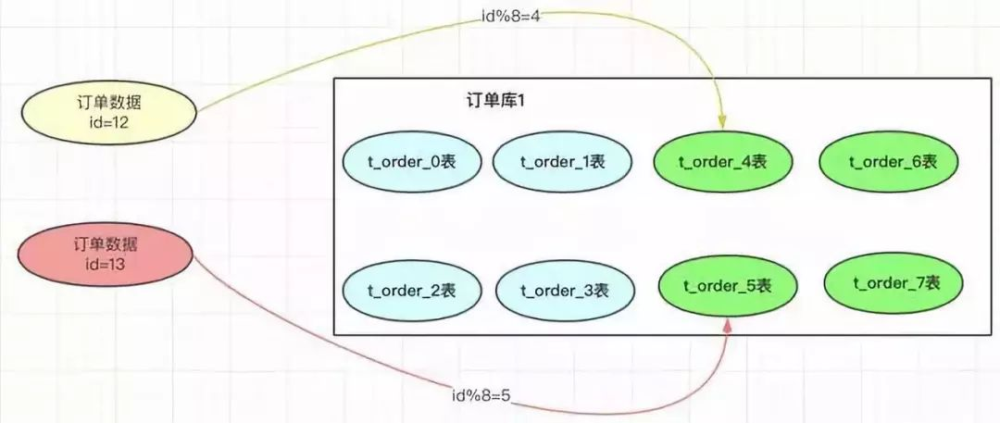 id%8=4
订单数据
id=12
订单库1
t_order_0表
t_order_1表
t_order_4表
t_order_6表
订单数据
id=13
t_order_2表
t_order_3表
t_order_5表
t_order_7表
id%8=5